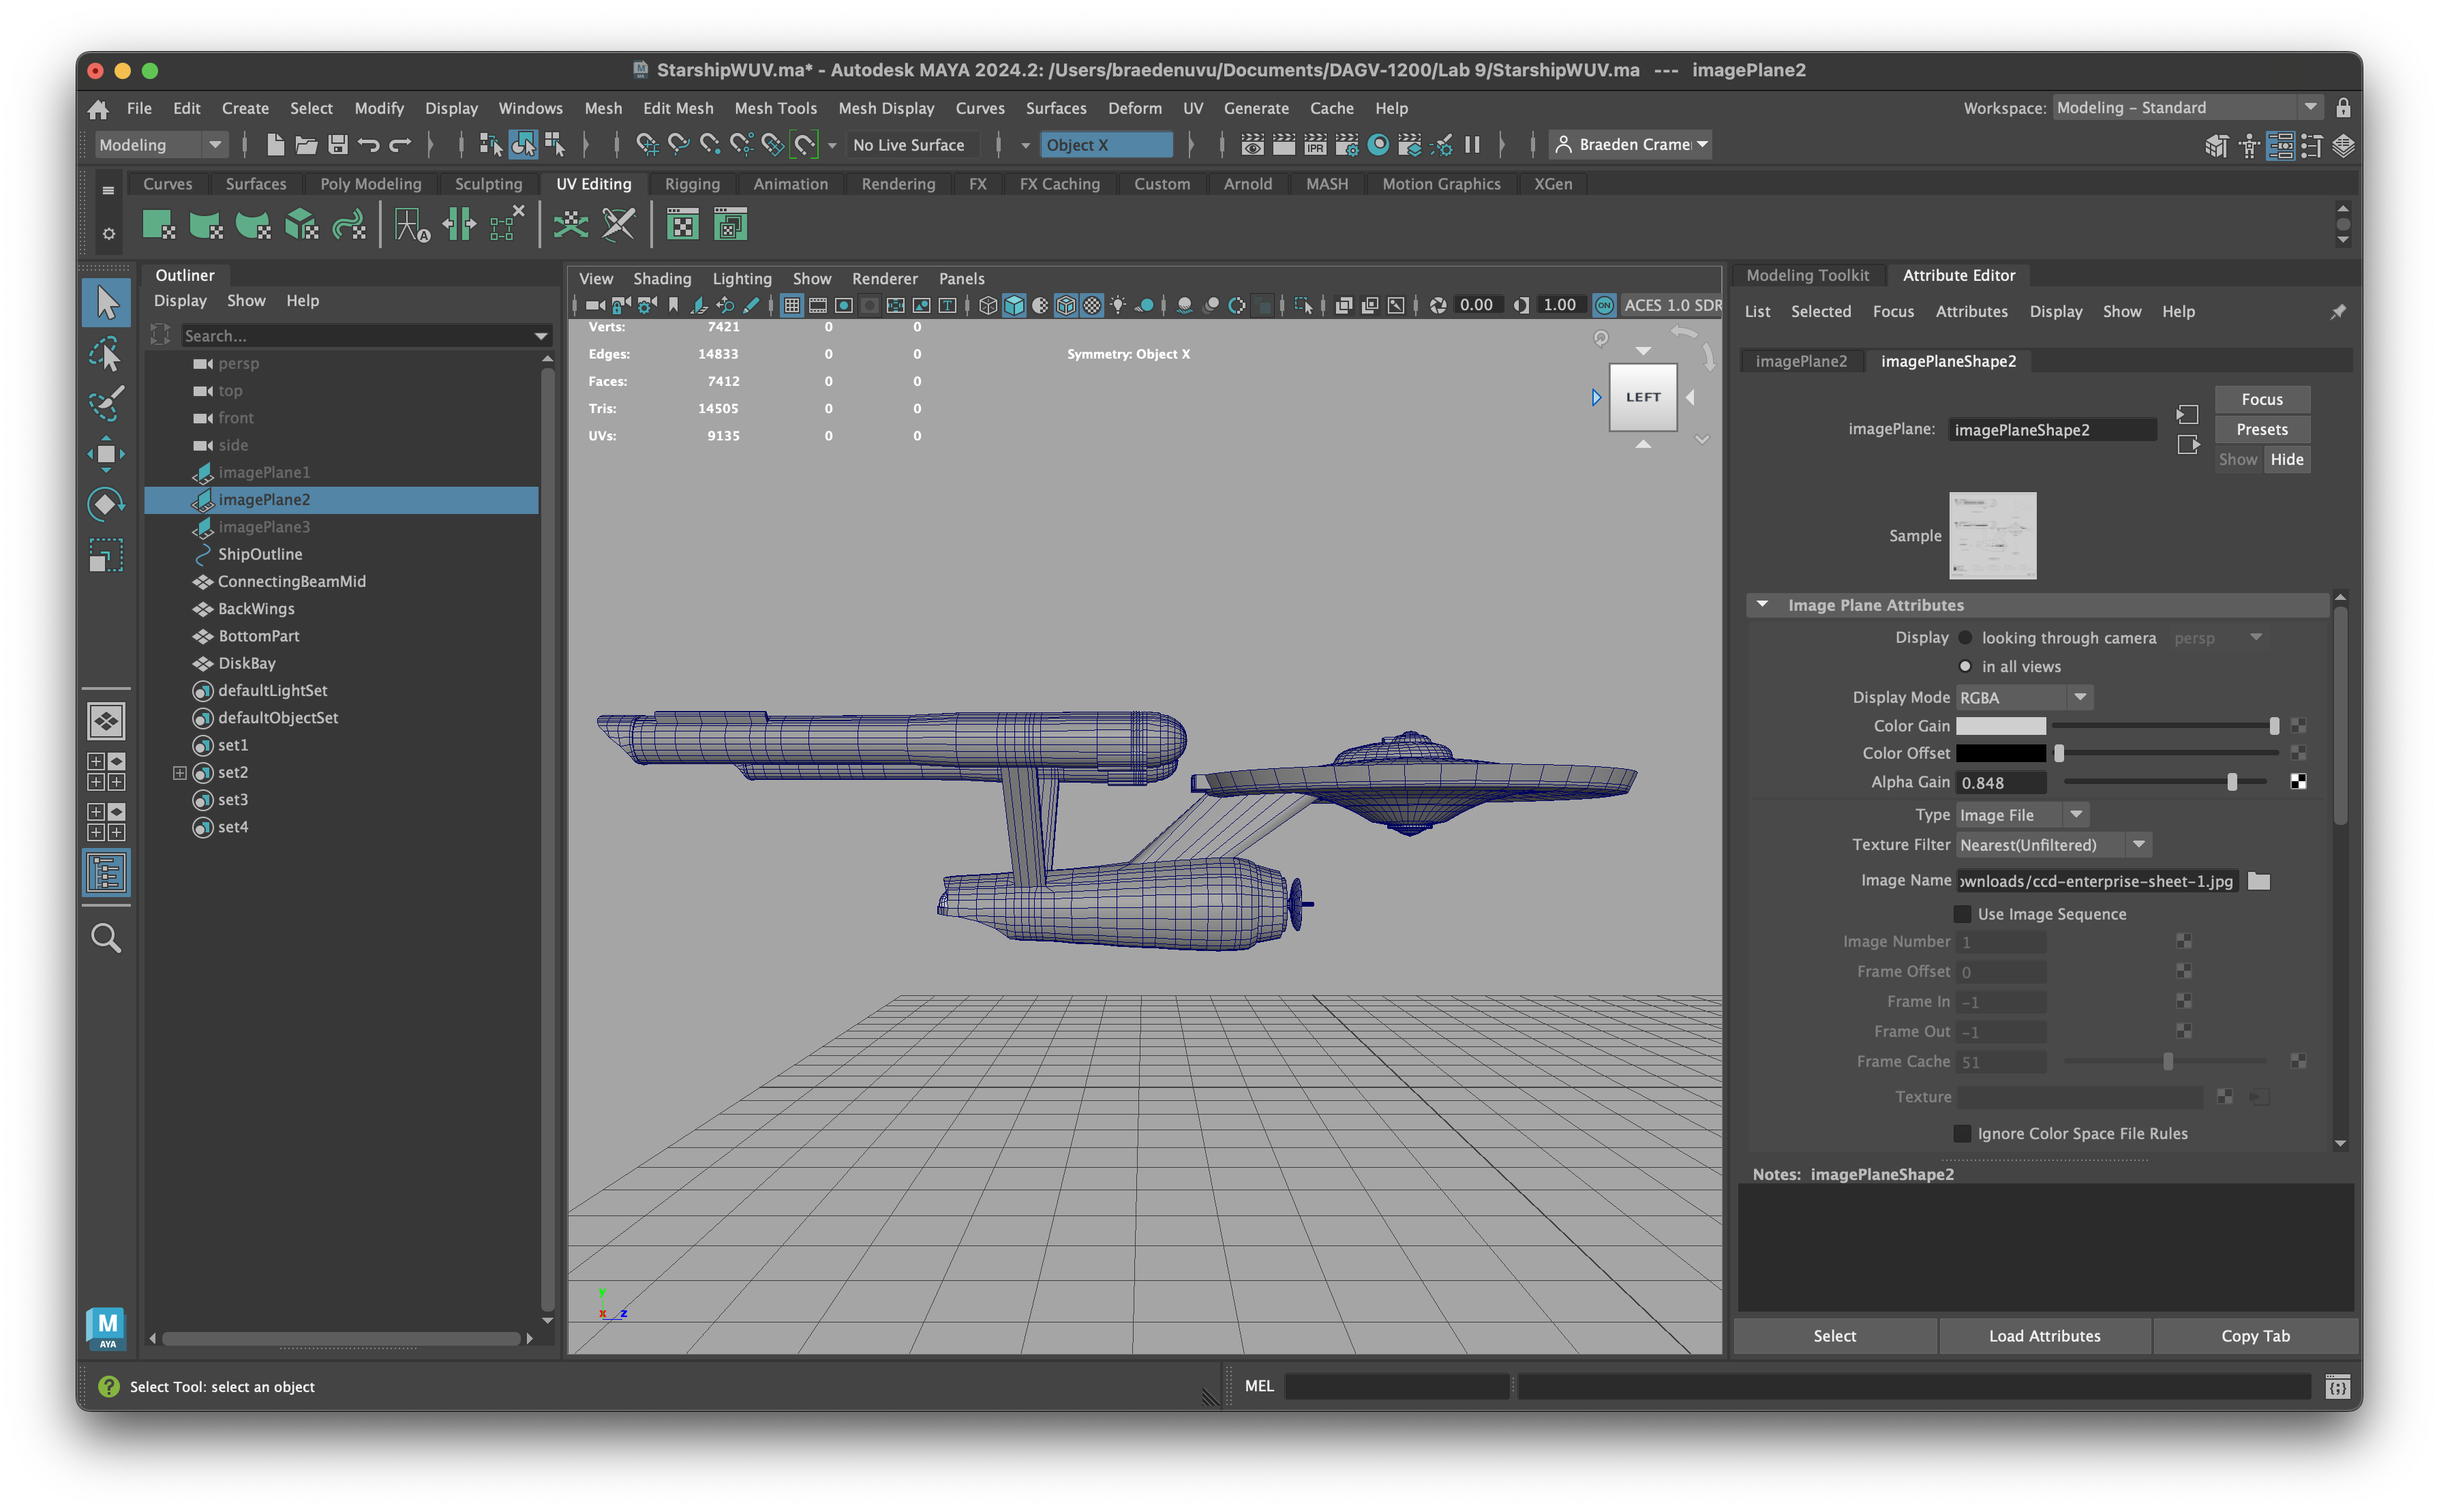 StarshipWUV.ma* - Autodesk MAYA 2024.2: /Users/braedenuvu/Documents/DAGV-1200/Lab 9/StarshipWUV.ma --- imagePlane2
File Edit Create Select Modify Display Windows Mesh Edit Mesh Mesh Tools Mesh Display Curves Surfaces Deform UV Generate Cache Help
Workspace: Modeling - Standard
Modeling
No Live Surface
Object X
IPR
Braeden Cramer
Curves Surfaces Poly Modeling Sculpting UV Editing Rigging Animation Rendering FX FX Caching Custom Arnold MASH Motion Graphics XGen
Outliner
Display Show Help
Search...
persp
top
front
side
imagePlane1
imagePlane2
imagePlane3
ShipOutline
ConnectingBeamMid
BackWings
BottomPart
DiskBay
defaultLightSet
defaultObjectSet
set1
set2
set3
set4
View Shading Lighting Show Renderer Panels
0.00 1.00 ON ACES 1.0 SDR
Verts: 7421 0 0
Edges: 14833 0 0
Faces: 7412 0 0
Tris: 14505 0 0
UVs: 9135 0 0
Symmetry: Object X
LEFT
y
x z
Modeling Toolkit Attribute Editor
List Selected Focus Attributes Display Show Help
imagePlane2 imagePlaneShape2
imagePlane: imagePlaneShape2
Focus
Presets
Show Hide
Sample
Image Plane Attributes
Display looking through camera persp
in all views
Display Mode RGBA
Color Gain
Color Offset
Alpha Gain 0.848
Type Image File
Texture Filter Nearest(Unfiltered)
Image Name ownloads/ccd-enterprise-sheet-1.jpg
Use Image Sequence
Image Number 1
Frame Offset 0
Frame In -1
Frame Out -1
Frame Cache 51
Texture
Ignore Color Space File Rules
Notes: imagePlaneShape2
Select Load Attributes Copy Tab
M
AYA
Select Tool: select an object
MEL